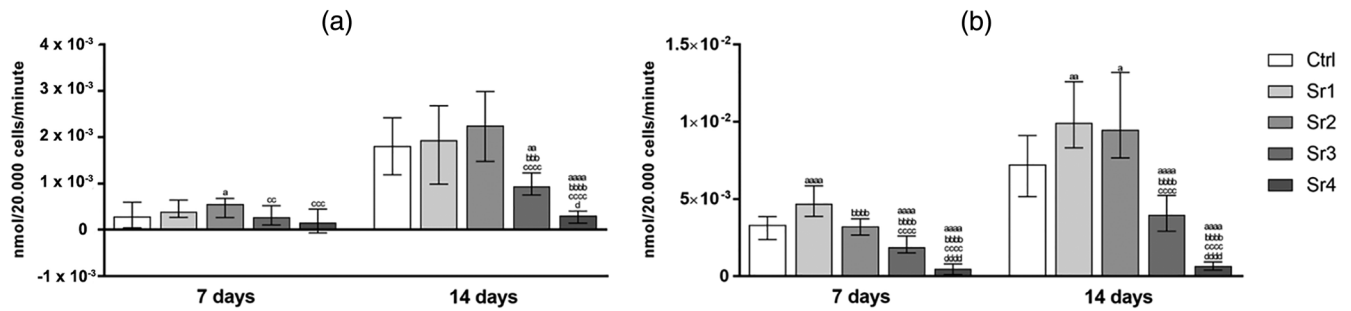 (a)
nmol/20.000 cells/minute
4 x 10⁻³
3 x 10⁻³
2 x 10⁻³
1 x 10⁻³
0
-1 x 10⁻³
a
cc
ccc
aa
bbb
cccc
aaaa
bbbb
cccc
d
7 days
14 days
(b)
nmol/20.000 cells/minute
1.5×10⁻²
1×10⁻²
5×10⁻³
0
aaaa
bbbb
aaaa
bbbb
cccc
aaaa
bbbb
cccc
dddd
aa
a
aaaa
bbbb
cccc
aaaa
bbbb
cccc
dddd
7 days
14 days
Ctrl
Sr1
Sr2
Sr3
Sr4